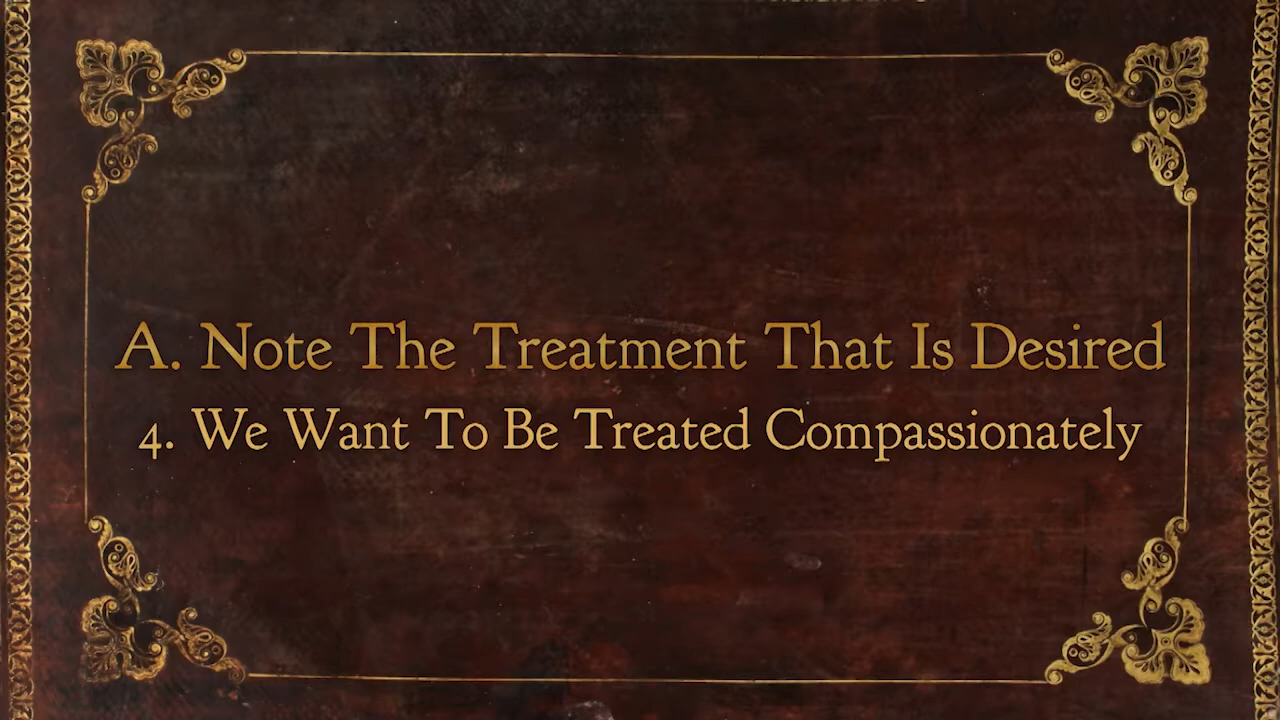 A. Note The Treatment That Is Desired
4. We Want To Be Treated Compassionately